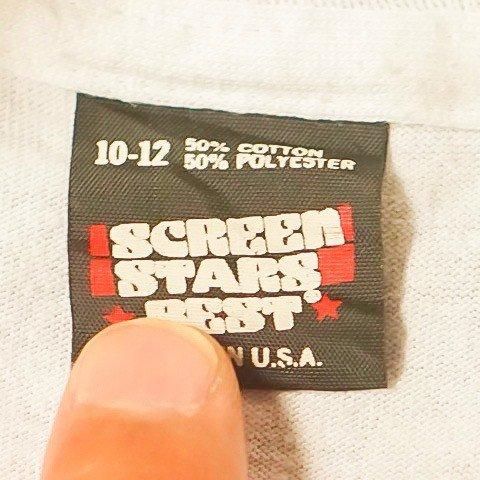 10-12 50% COTTON
50% POLYESTER
SCREEN
STARS
BEST®
U.S.A.